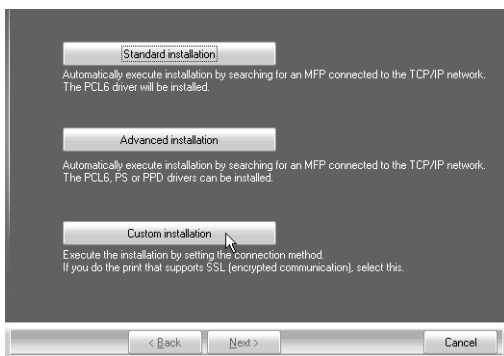 Standard installation
Automatically execute installation by searching for an MFP connected to the TCP/IP network.
The PCL6 driver will be installed.
Advanced installation
Automatically execute installation by searching for an MFP connected to the TCP/IP network.
The PCL6, PS or PPD drivers can be installed.
Custom installation
Execute the installation by setting the connection method.
If you do the print that supports SSL (encrypted communication), select this.
< Back Next > Cancel